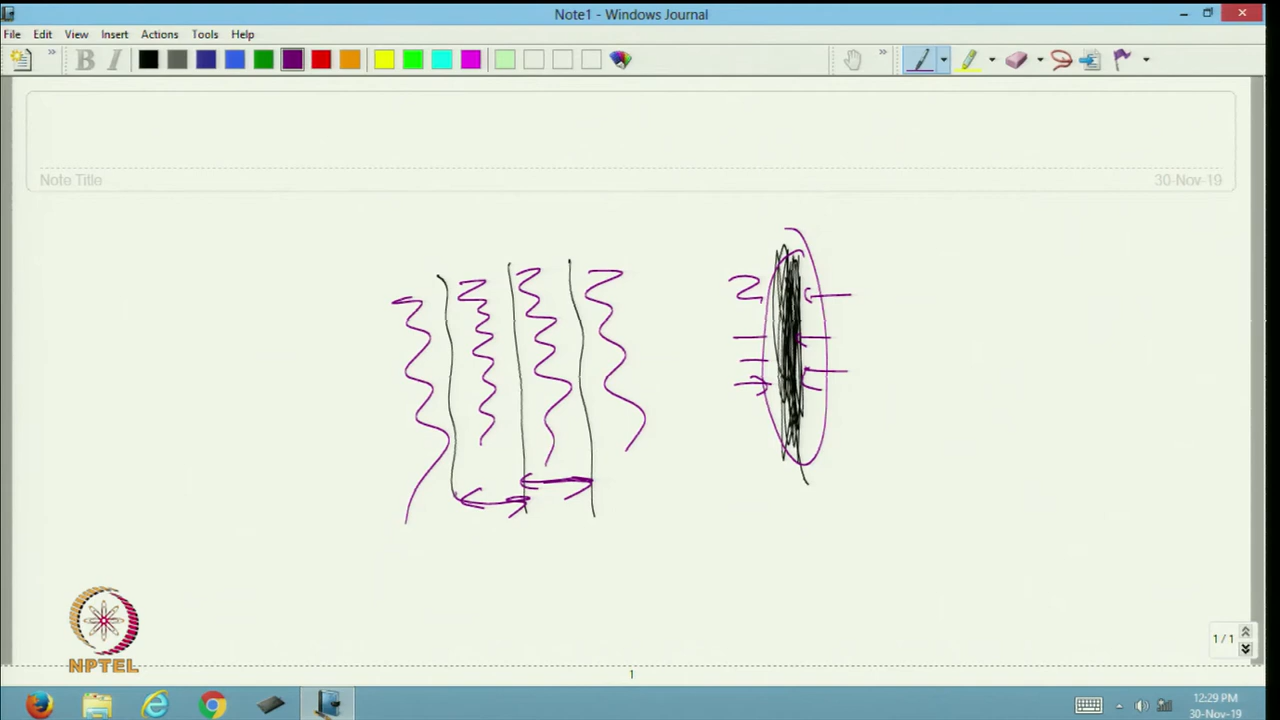 Note1 - Windows Journal
File Edit View Insert Actions Tools Help
B I
Note Title
30-Nov-19
1 / 1
NPTEL
1
12:29 PM
30-Nov-19